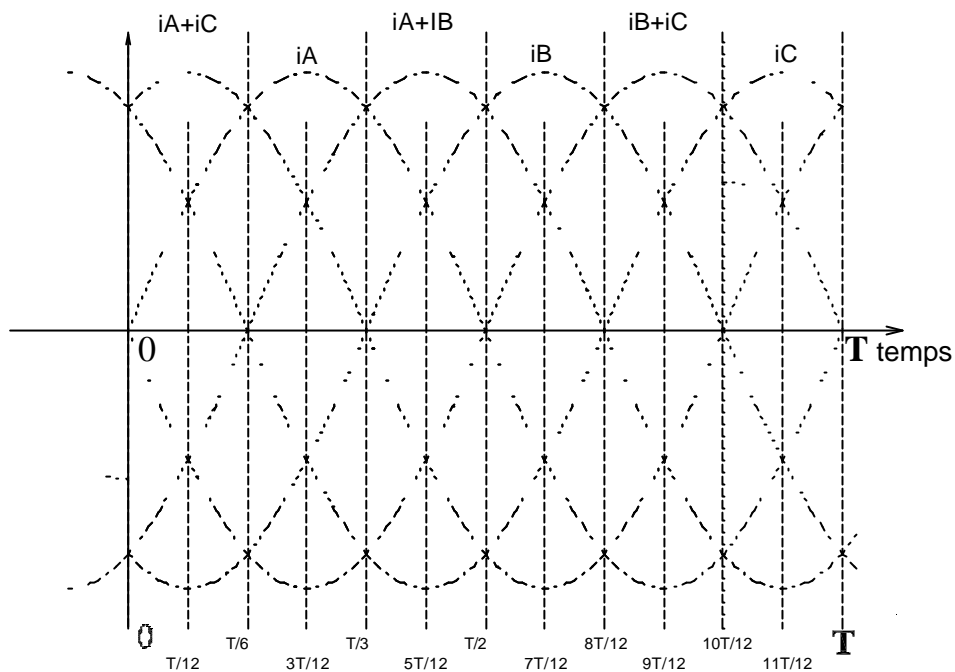 iA+iC iA+IB iB+iC
iA iB iC
0 T temps
0 T/6 T/3 T/2 8T/12 10T/12 T
T/12 3T/12 5T/12 7T/12 9T/12 11T/12